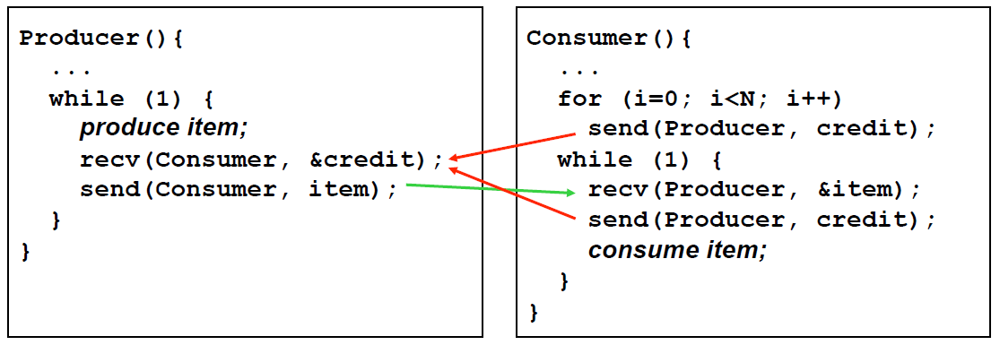 Producer(){
...
while (1) {
produce item;
recv(Consumer, &credit);
send(Consumer, item);
}
}
Consumer(){
...
for (i=0; i<N; i++)
send(Producer, credit);
while (1) {
recv(Producer, &item);
send(Producer, credit);
consume item;
}
}